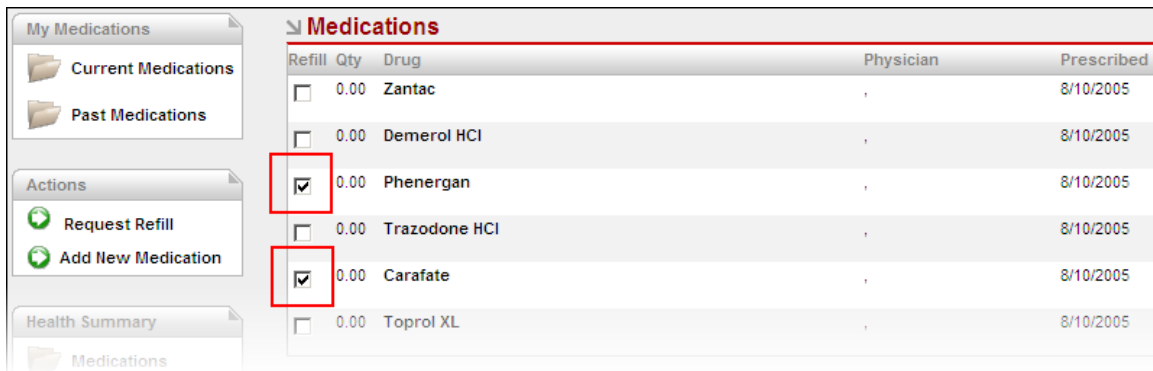 My Medications
Current Medications
Past Medications
Actions
Request Refill
Add New Medication
Health Summary
Medications
Medications
Refill Qty Drug Physician Prescribed
0.00 Zantac , 8/10/2005
0.00 Demerol HCl , 8/10/2005
0.00 Phenergan , 8/10/2005
0.00 Trazodone HCl , 8/10/2005
0.00 Carafate , 8/10/2005
0.00 Toprol XL , 8/10/2005